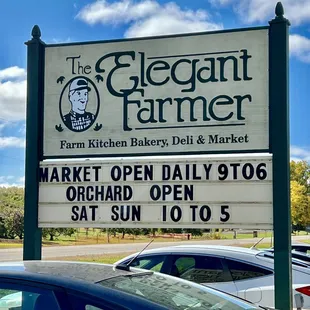 The
Elegant
Farmer
Farm Kitchen Bakery, Deli & Market
MARKET OPEN DAILY 9TO6
ORCHARD OPEN
SAT SUN 10 TO 5